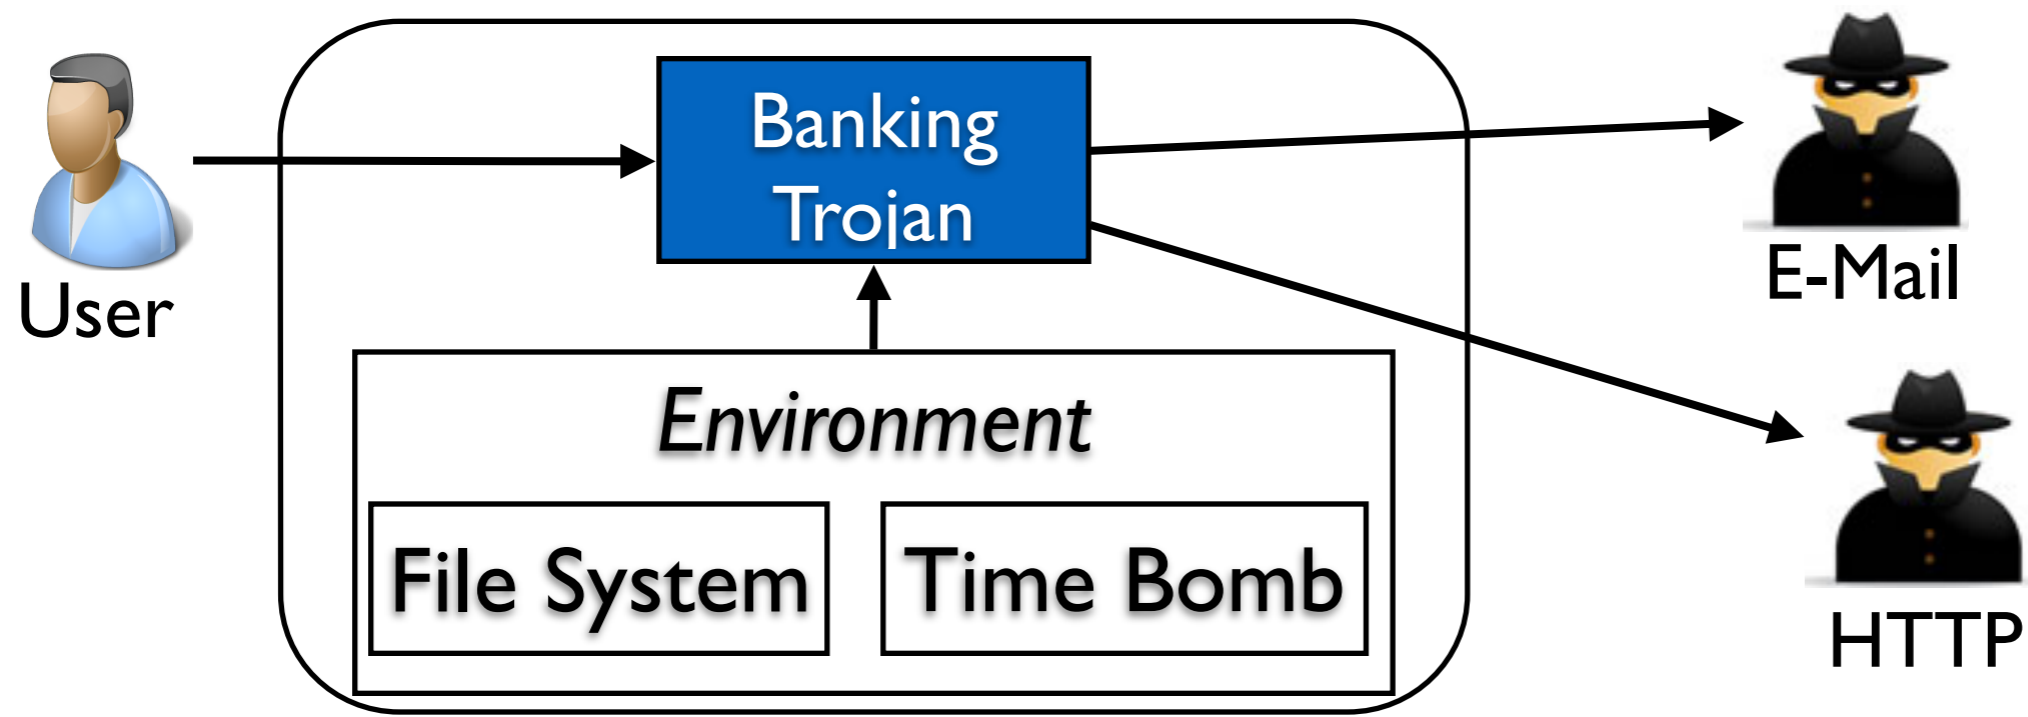 Banking
Trojan
User
E-Mail
Environment
File System
Time Bomb
HTTP